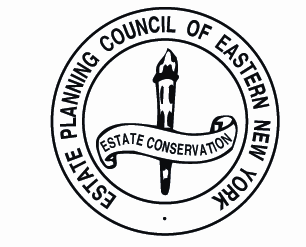 ESTATE PLANNING COUNCIL OF EASTERN NEW YORK
ESTATE CONSERVATION